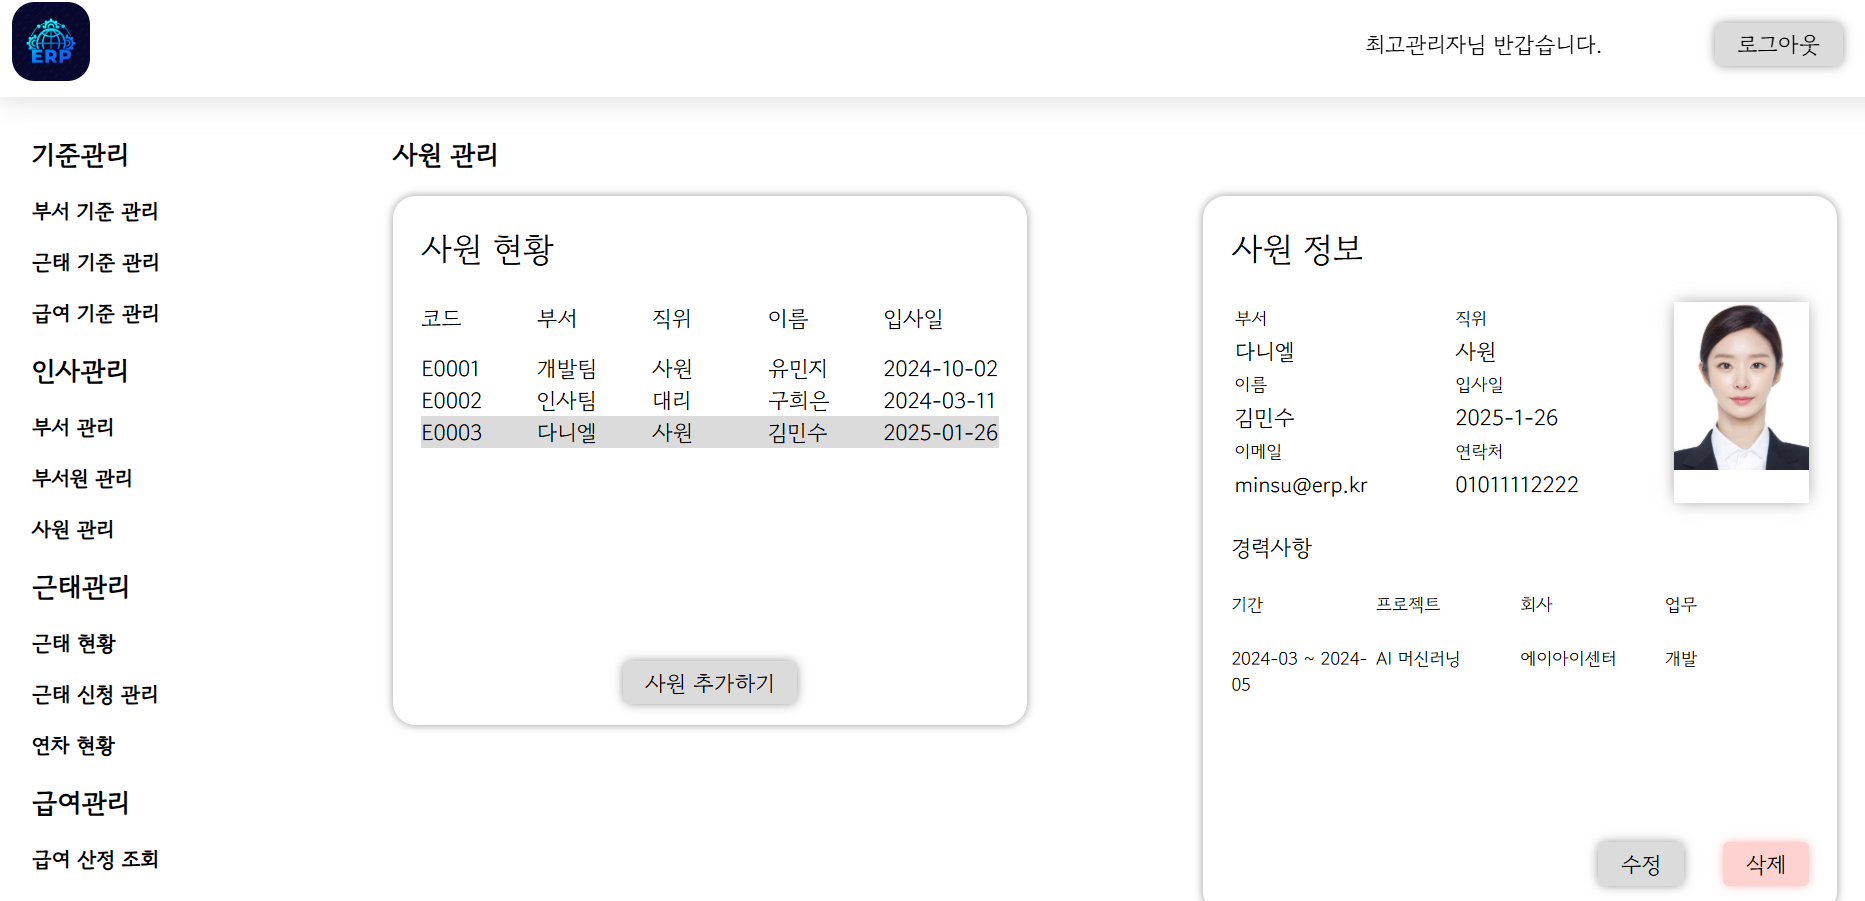 ERP
최고관리자님 반갑습니다.
로그아웃
기준관리
부서 기준 관리
근태 기준 관리
급여 기준 관리
인사관리
부서 관리
부서원 관리
사원 관리
근태관리
근태 현황
근태 신청 관리
연차 현황
급여관리
급여 산정 조회
사원 관리
사원 현황
코드 부서 직위 이름 입사일
E0001 개발팀 사원 유민지 2024-10-02
E0002 인사팀 대리 구희은 2024-03-11
E0003 다니엘 사원 김민수 2025-01-26
사원 추가하기
사원 정보
부서 직위
다니엘 사원
이름 입사일
김민수 2025-1-26
이메일 연락처
minsu@erp.kr 01011112222
경력사항
기간 프로젝트 회사 업무
2024-03 ~ 2024- AI 머신러닝 에이아이센터 개발
05
수정 삭제